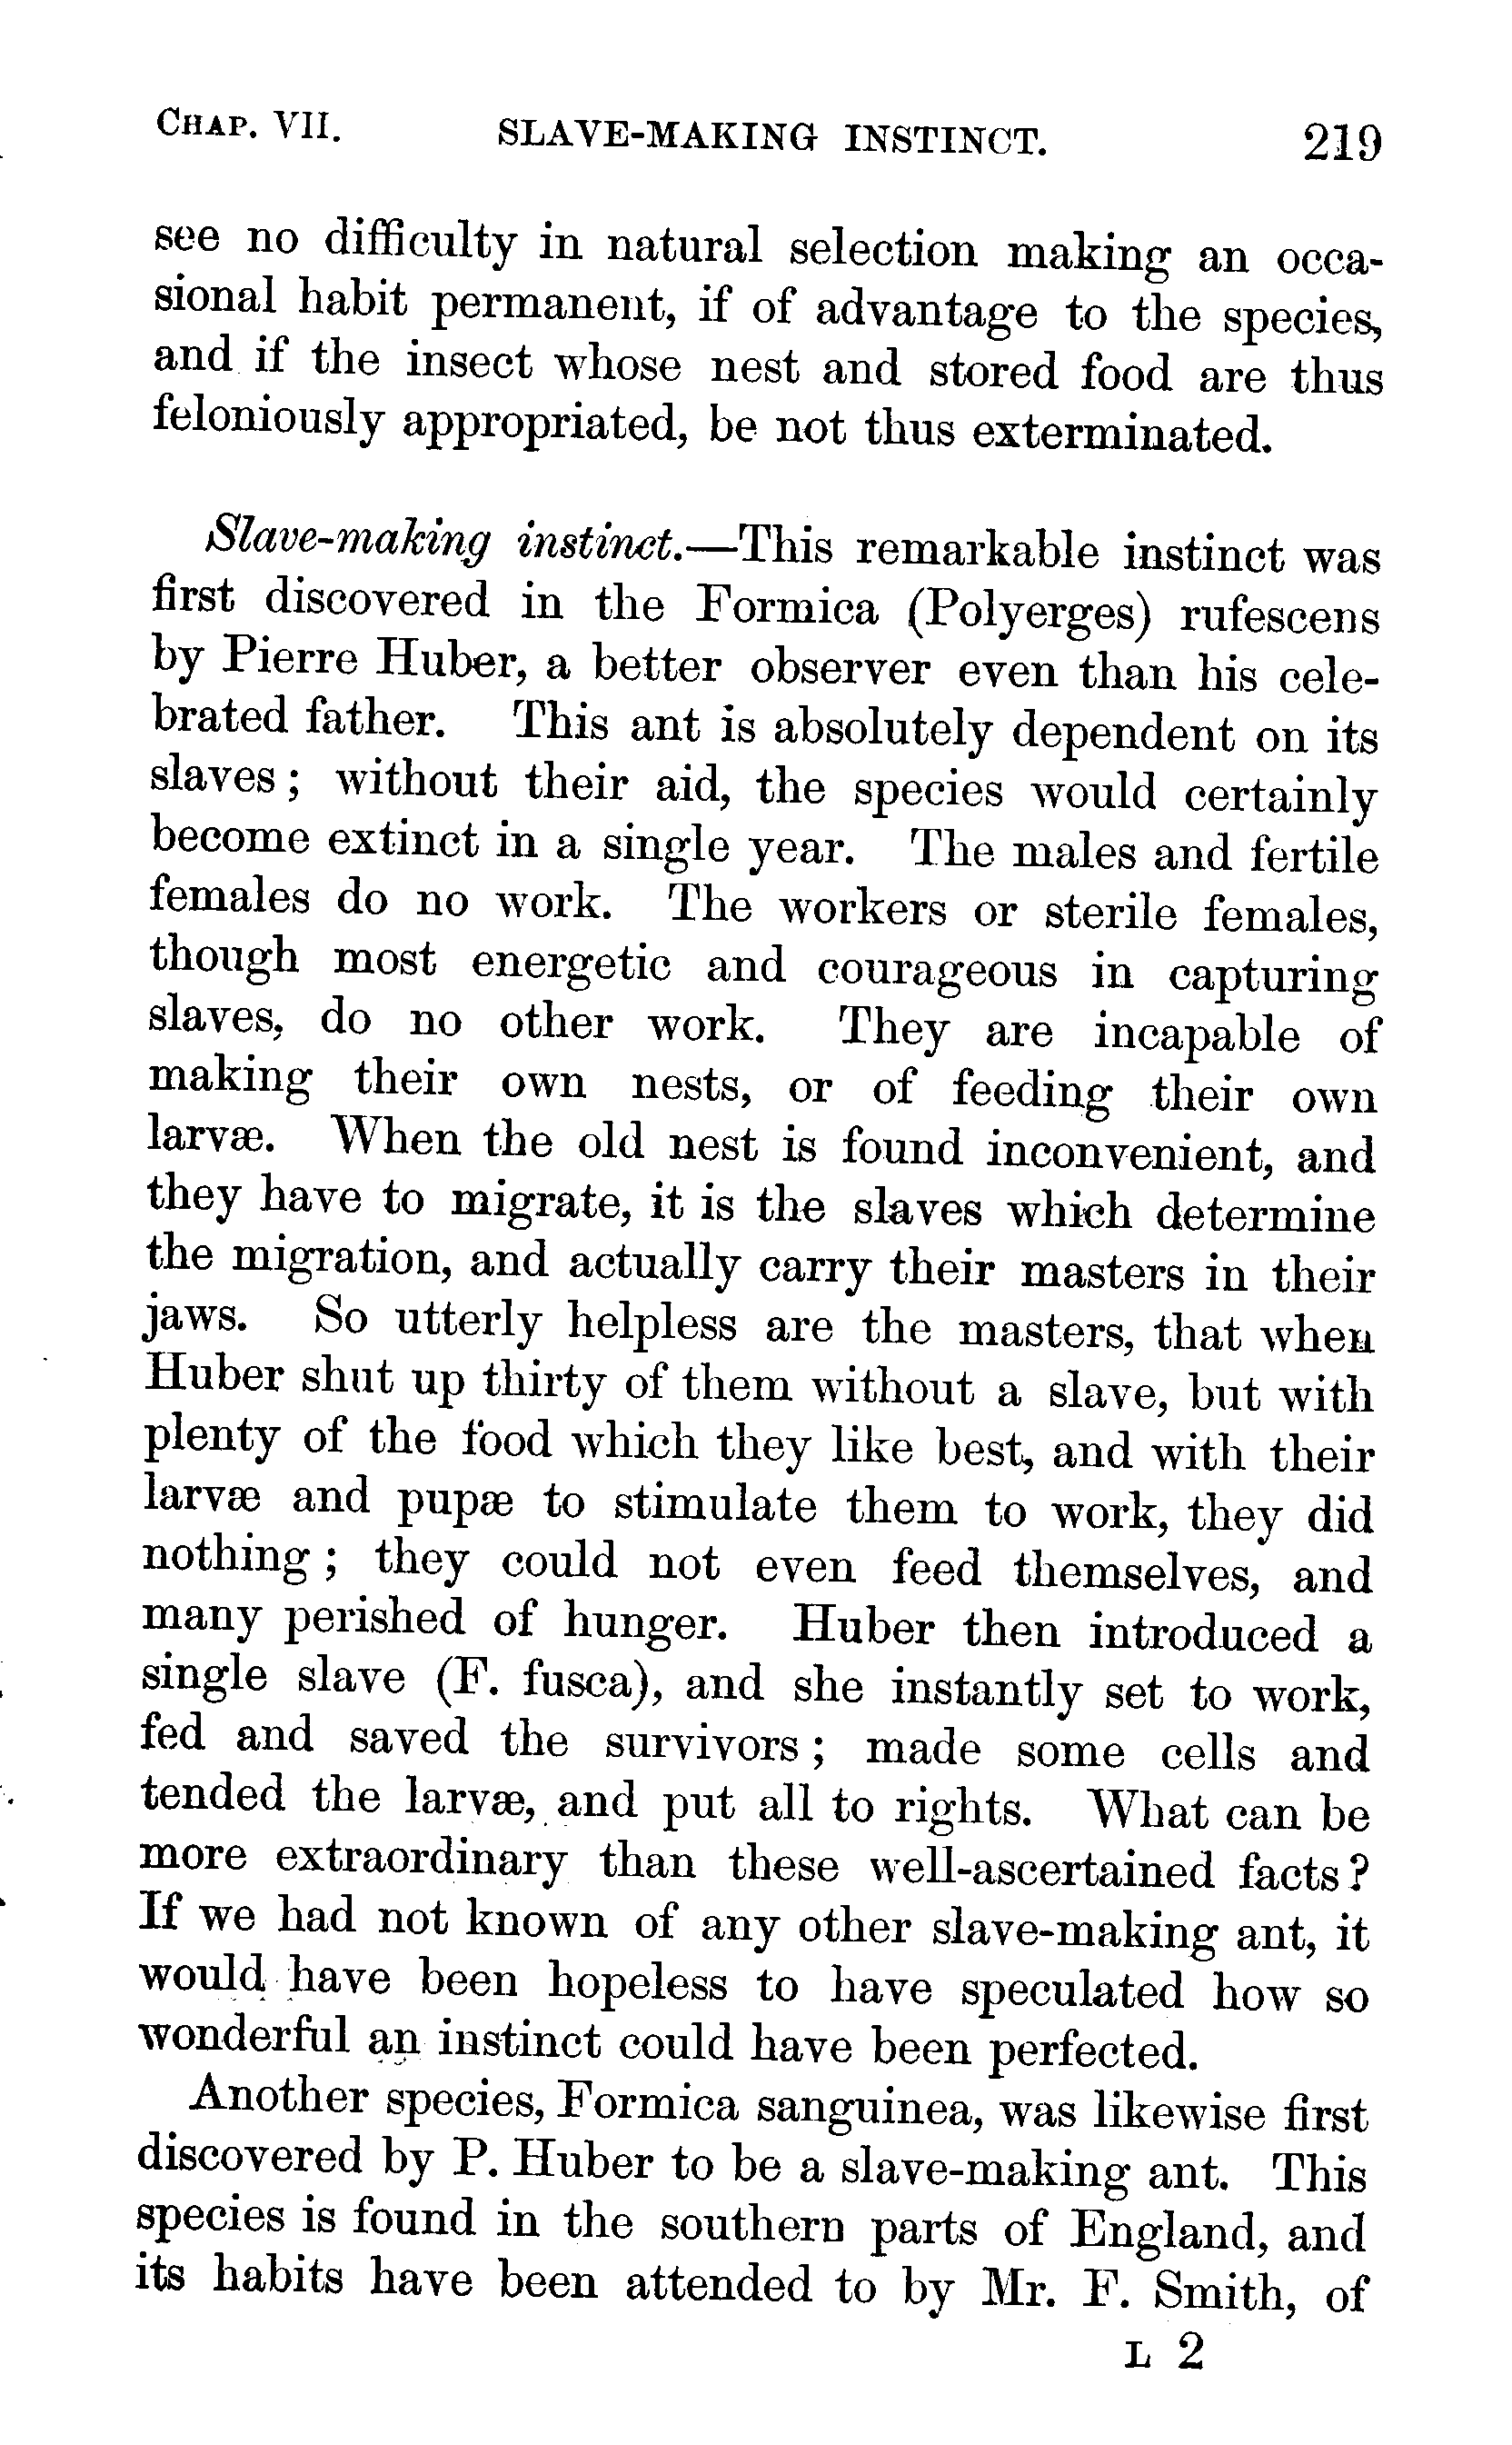 CHAP. VII. SLAVE-MAKING INSTINCT. 219
see no difficulty in natural selection making an occa-
sional habit permanent, if of advantage to the species,
and if the insect whose nest and stored food are thus
feloniously appropriated, be not thus exterminated.
Slave-making instinct.—This remarkable instinct was
first discovered in the Formica (Polyerges) rufescens
by Pierre Huber, a better observer even than his cele-
brated father. This ant is absolutely dependent on its
slaves; without their aid, the species would certainly
become extinct in a single year. The males and fertile
females do no work. The workers or sterile females,
though most energetic and courageous in capturing
slaves, do no other work. They are incapable of
making their own nests, or of feeding their own
larvæ. When the old nest is found inconvenient, and
they have to migrate, it is the slaves which determine
the migration, and actually carry their masters in their
jaws. So utterly helpless are the masters, that when
Huber shut up thirty of them without a slave, but with
plenty of the food which they like best, and with their
larvæ and pupæ to stimulate them to work, they did
nothing; they could not even feed themselves, and
many perished of hunger. Huber then introduced a
single slave (F. fusca), and she instantly set to work,
fed and saved the survivors; made some cells and
tended the larvæ, and put all to rights. What can be
more extraordinary than these well-ascertained facts?
If we had not known of any other slave-making ant, it
would have been hopeless to have speculated how so
wonderful an instinct could have been perfected.
Another species, Formica sanguinea, was likewise first
discovered by P. Huber to be a slave-making ant. This
species is found in the southern parts of England, and
its habits have been attended to by Mr. F. Smith, of
L 2